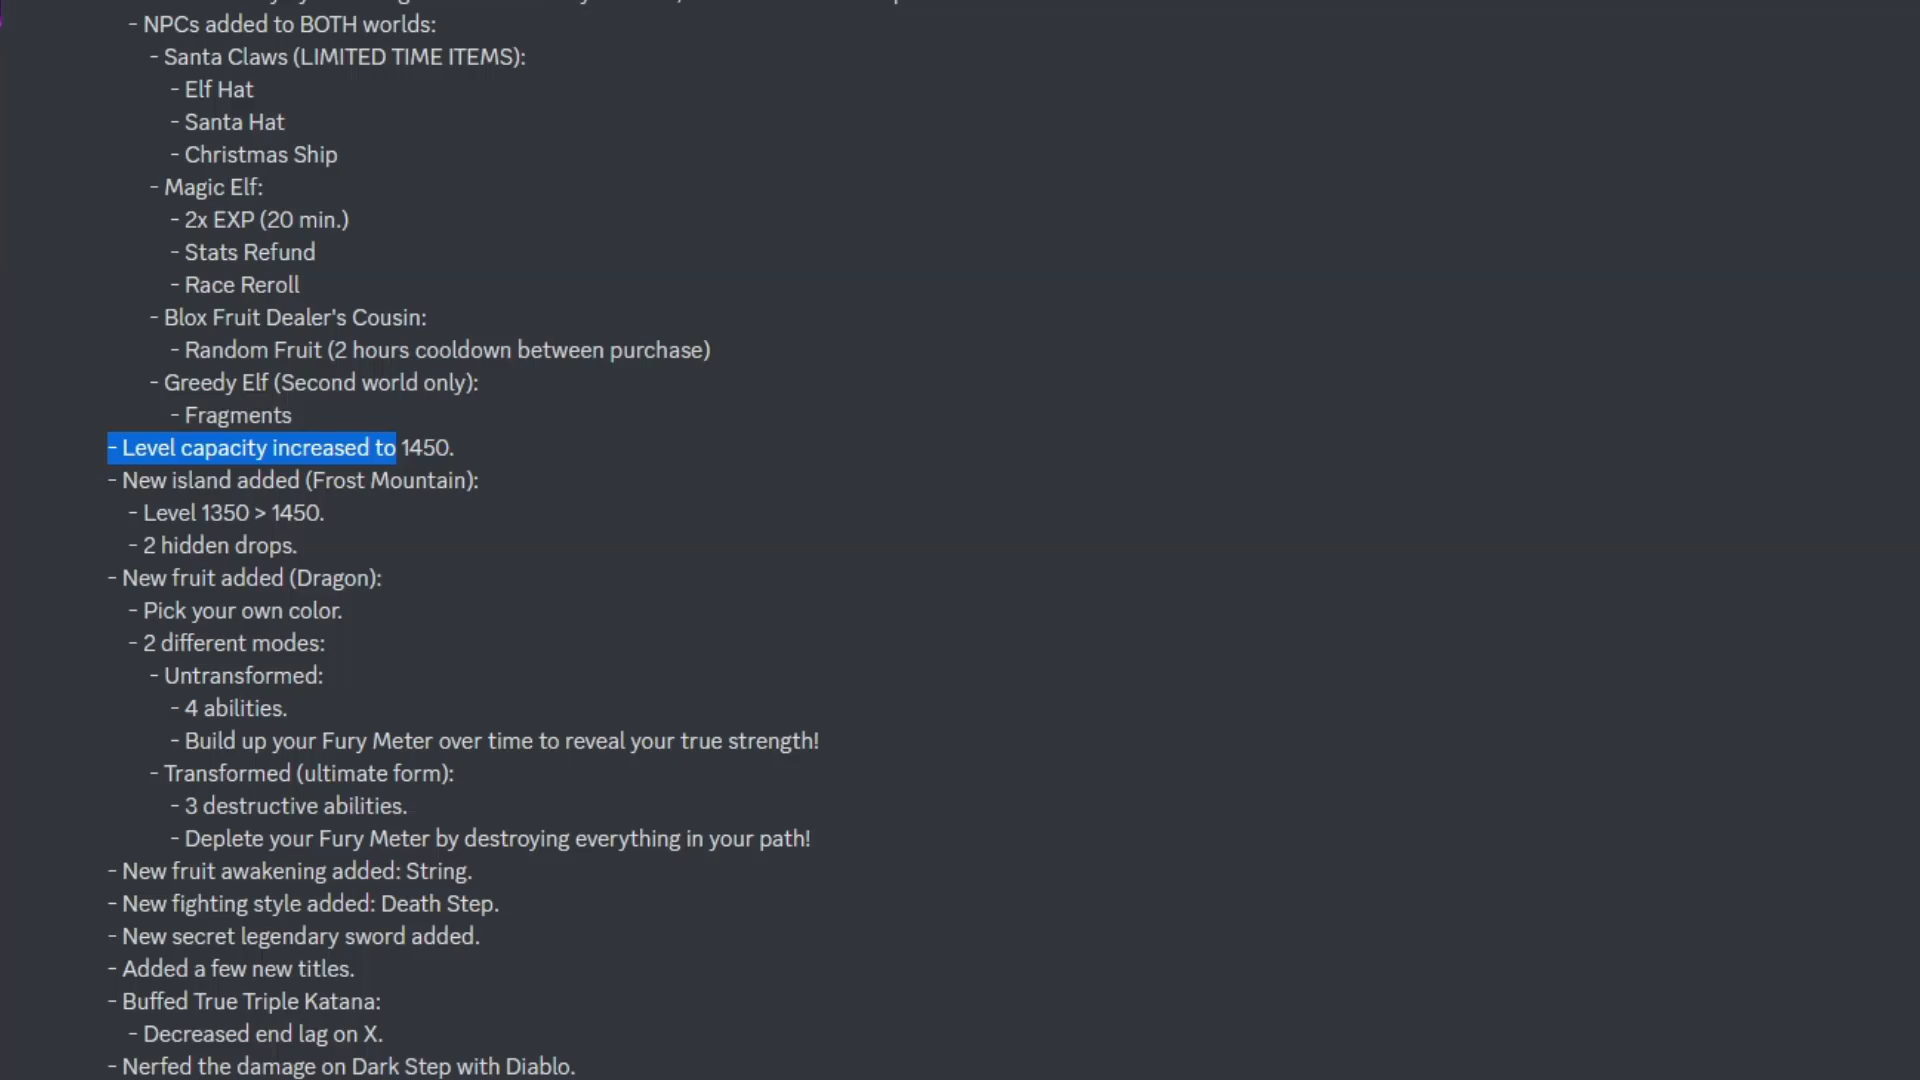 - NPCs added to BOTH worlds:
- Santa Claws (LIMITED TIME ITEMS):
- Elf Hat
- Santa Hat
- Christmas Ship
- Magic Elf:
- 2x EXP (20 min.)
- Stats Refund
- Race Reroll
- Blox Fruit Dealer's Cousin:
- Random Fruit (2 hours cooldown between purchase)
- Greedy Elf (Second world only):
- Fragments
- Level capacity increased to 1450.
- New island added (Frost Mountain):
- Level 1350 > 1450.
- 2 hidden drops.
- New fruit added (Dragon):
- Pick your own color.
- 2 different modes:
- Untransformed:
- 4 abilities.
- Build up your Fury Meter over time to reveal your true strength!
- Transformed (ultimate form):
- 3 destructive abilities.
- Deplete your Fury Meter by destroying everything in your path!
- New fruit awakening added: String.
- New fighting style added: Death Step.
- New secret legendary sword added.
- Added a few new titles.
- Buffed True Triple Katana:
- Decreased end lag on X.
- Nerfed the damage on Dark Step with Diablo.